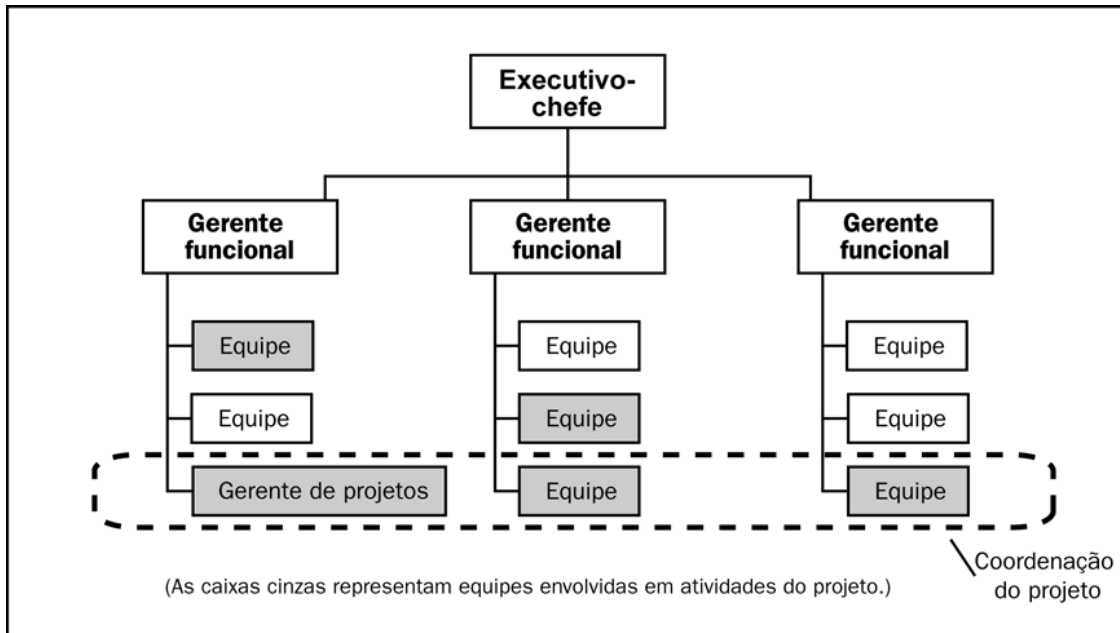 Executivo-
chefe
Gerente
funcional
Gerente
funcional
Gerente
funcional
Equipe
Equipe
Equipe
Equipe
Equipe
Equipe
Gerente de projetos
Equipe
Equipe
Coordenação
do projeto
(As caixas cinzas representam equipes envolvidas em atividades do projeto.)